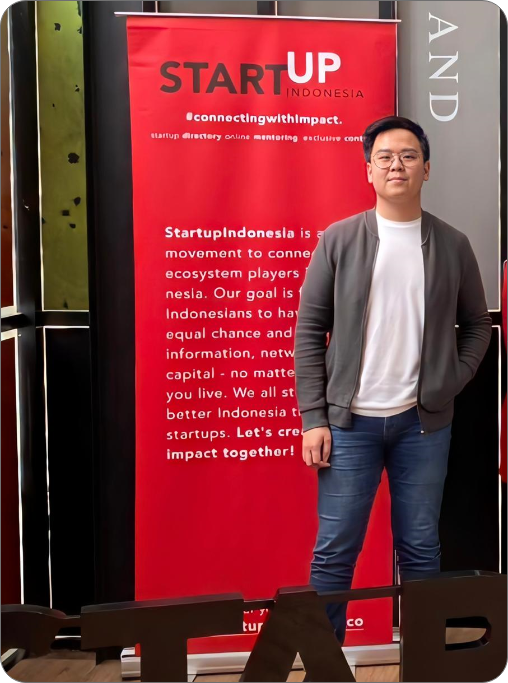 AND
STARTUP
INDONESIA
#connectingwithimpact.
startup directory online mentoring exclusive
StartupIndonesia is a
movement to conne
ecosystem players
nesia. Our goal is
Indonesians to ha
equal chance and
information, netw
capital - no matte
you live. We all st
better Indonesia t
startups. Let's cre
impact together!